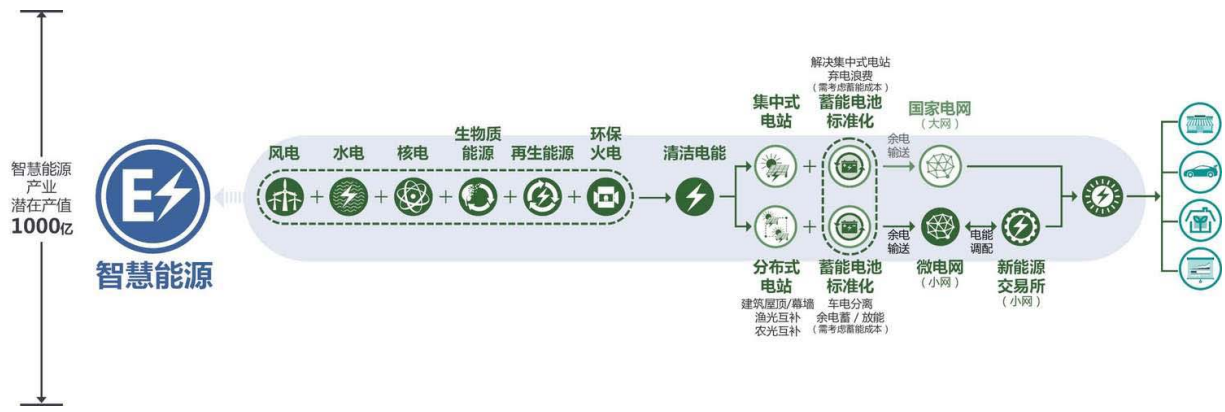 智慧能源
产业
潜在产值
1000亿
E
智慧能源
风电
水电
核电
生物质
能源
再生能源
环保
火电
清洁电能
集中式
电站
解决集中式电站
弃电浪费
（需考虑蓄能成本）
蓄能电池
标准化
余电
输送
国家电网
（大网）
分布式
电站
建筑屋顶/幕墙
渔光互补
农光互补
蓄能电池
标准化
车电分离
余电蓄 / 放能
（需考虑蓄能成本）
余电
输送
微电网
（小网）
电能
调配
新能源
交易所
（小网）